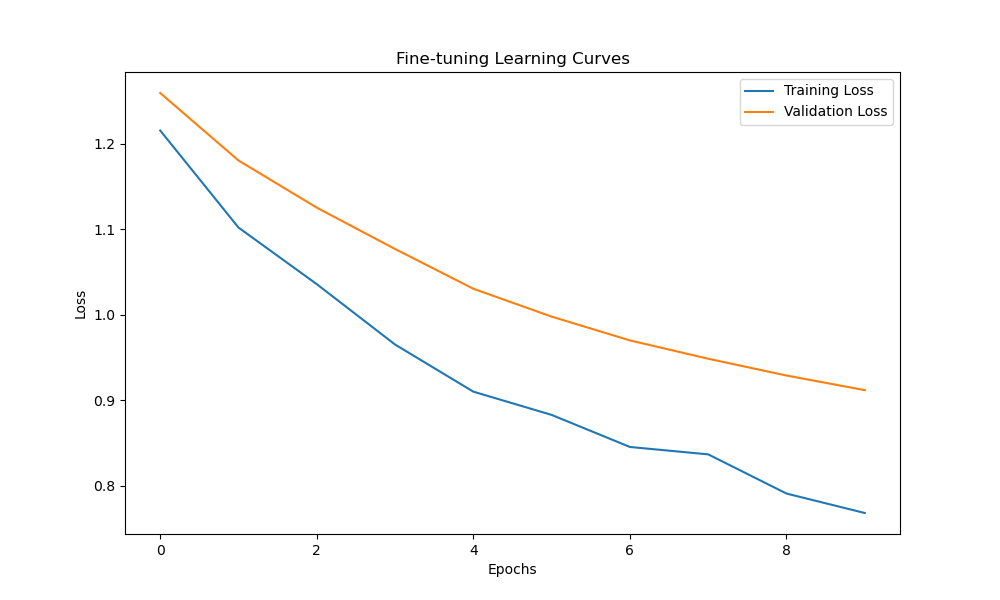 Fine-tuning Learning Curves
Training Loss
Validation Loss
1.2
1.1
1.0
0.9
0.8
Loss
0 2 4 6 8
Epochs